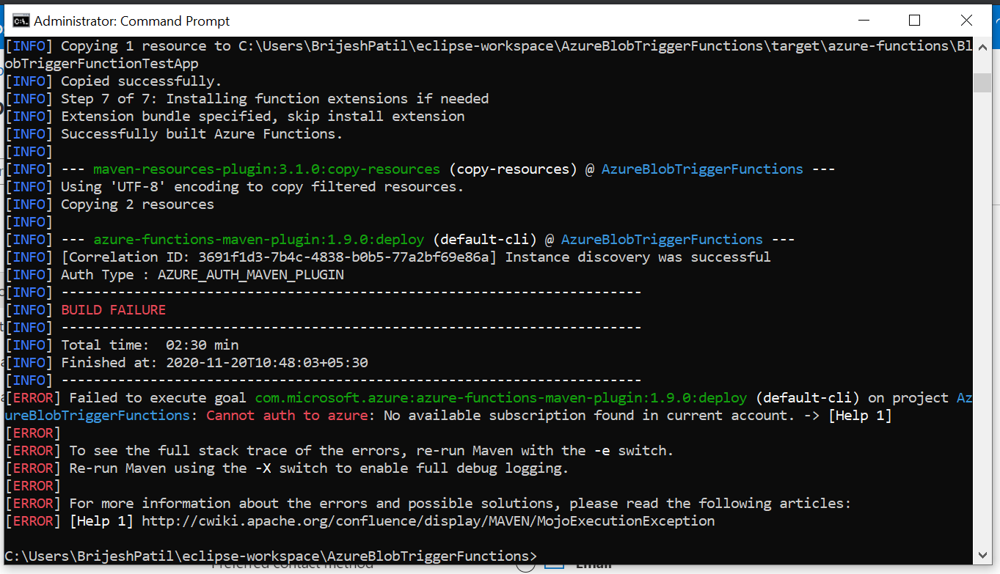 Administrator: Command Prompt
[INFO] Copying 1 resource to C:\Users\BrijeshPatil\eclipse-workspace\AzureBlobTriggerFunctions\target\azure-functions\Bl
obTriggerFunctionTestApp
[INFO] Copied successfully.
[INFO] Step 7 of 7: Installing function extensions if needed
[INFO] Extension bundle specified, skip install extension
[INFO] Successfully built Azure Functions.
[INFO]
[INFO] --- maven-resources-plugin:3.1.0:copy-resources (copy-resources) @ AzureBlobTriggerFunctions ---
[INFO] Using 'UTF-8' encoding to copy filtered resources.
[INFO] Copying 2 resources
[INFO]
[INFO] --- azure-functions-maven-plugin:1.9.0:deploy (default-cli) @ AzureBlobTriggerFunctions ---
[INFO] [Correlation ID: 3691f1d3-7b4c-4838-b0b5-77a2bf69e86a] Instance discovery was successful
[INFO] Auth Type : AZURE_AUTH_MAVEN_PLUGIN
[INFO] ------------------------------------------------------------------------
[INFO] BUILD FAILURE
[INFO] ------------------------------------------------------------------------
[INFO] Total time:  02:30 min
[INFO] Finished at: 2020-11-20T10:48:03+05:30
[INFO] ------------------------------------------------------------------------
[ERROR] Failed to execute goal com.microsoft.azure:azure-functions-maven-plugin:1.9.0:deploy (default-cli) on project Az
ureBlobTriggerFunctions: Cannot auth to azure: No available subscription found in current account. -> [Help 1]
[ERROR]
[ERROR] To see the full stack trace of the errors, re-run Maven with the -e switch.
[ERROR] Re-run Maven using the -X switch to enable full debug logging.
[ERROR]
[ERROR] For more information about the errors and possible solutions, please read the following articles:
[ERROR] [Help 1] http://cwiki.apache.org/confluence/display/MAVEN/MojoExecutionException
C:\Users\BrijeshPatil\eclipse-workspace\AzureBlobTriggerFunctions>
Preferred contact method Email